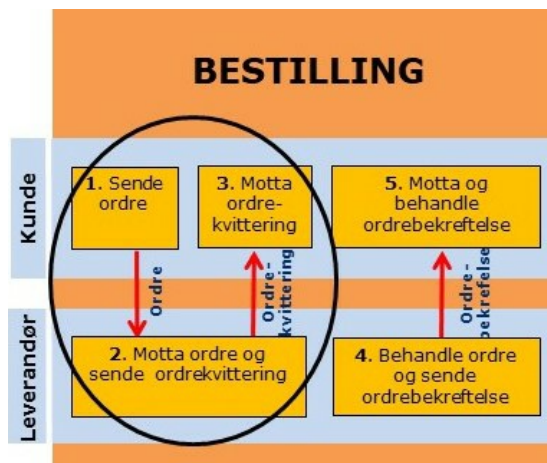 BESTILLING
Kunde
1. Sende
ordre
3. Motta
ordre-
kvittering
5. Motta og
behandle
ordrebekreftelse
Ordre
Ordre-
kvittering
Ordre-
bekrefelse
Leverandør
2. Motta ordre og
sende ordrekvittering
4. Behandle ordre
og sende
ordrebekreftelse